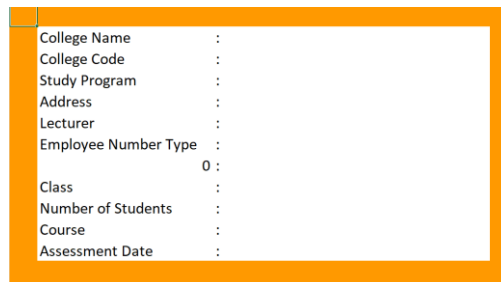 College Name :
College Code :
Study Program :
Address :
Lecturer :
Employee Number Type :
0 :
Class :
Number of Students :
Course :
Assessment Date :